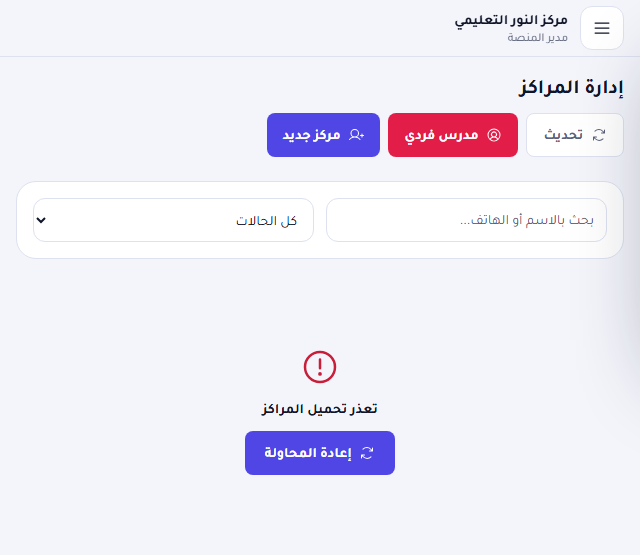 مركز النور التعليمي
مدير المنصة
إدارة المراكز
تحديث
مدرس فردي
مركز جديد
بحث بالاسم أو الهاتف...
كل الحالات
تعذر تحميل المراكز
إعادة المحاولة